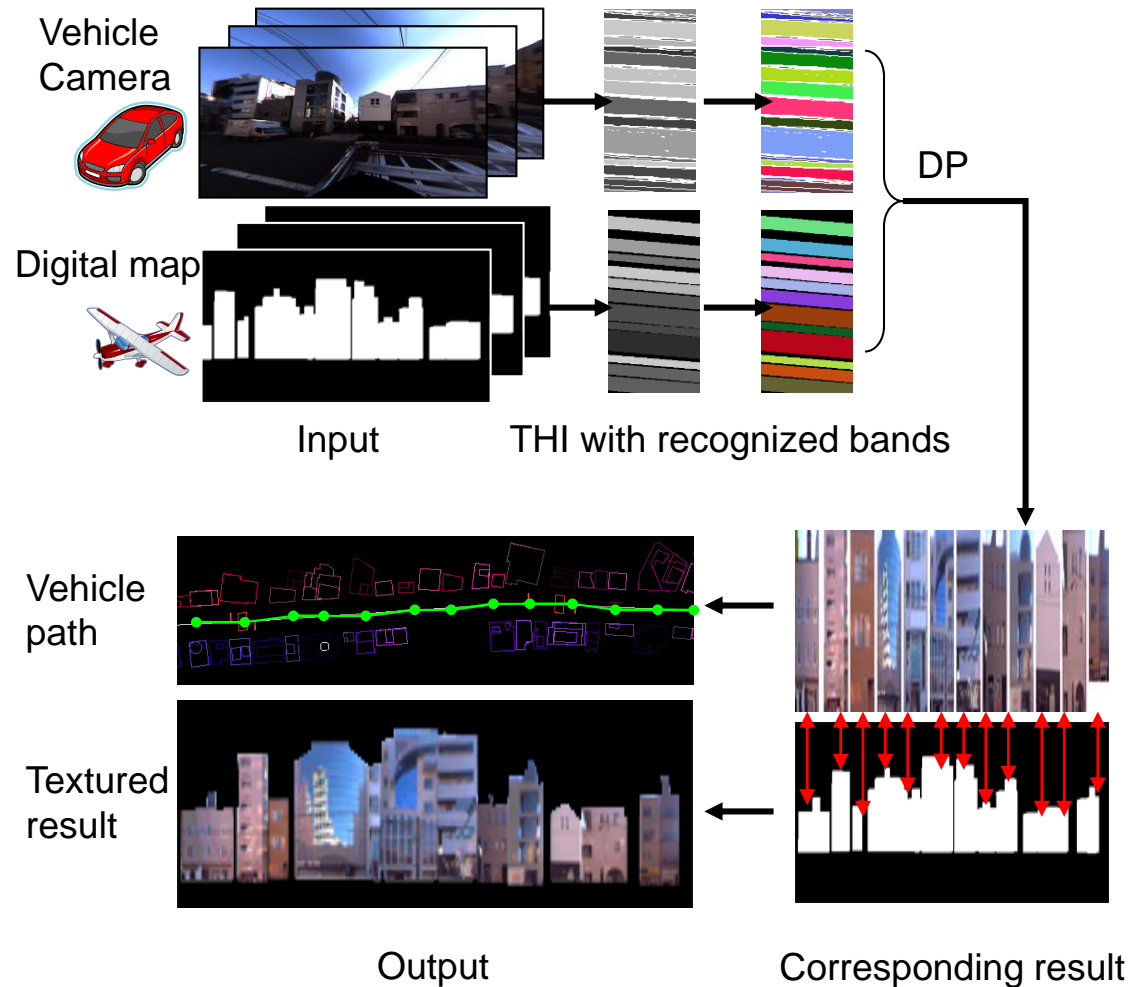 Vehicle
Camera
DP
Digital map
Input
THI with recognized bands
Vehicle
path
Textured
result
Output
Corresponding result